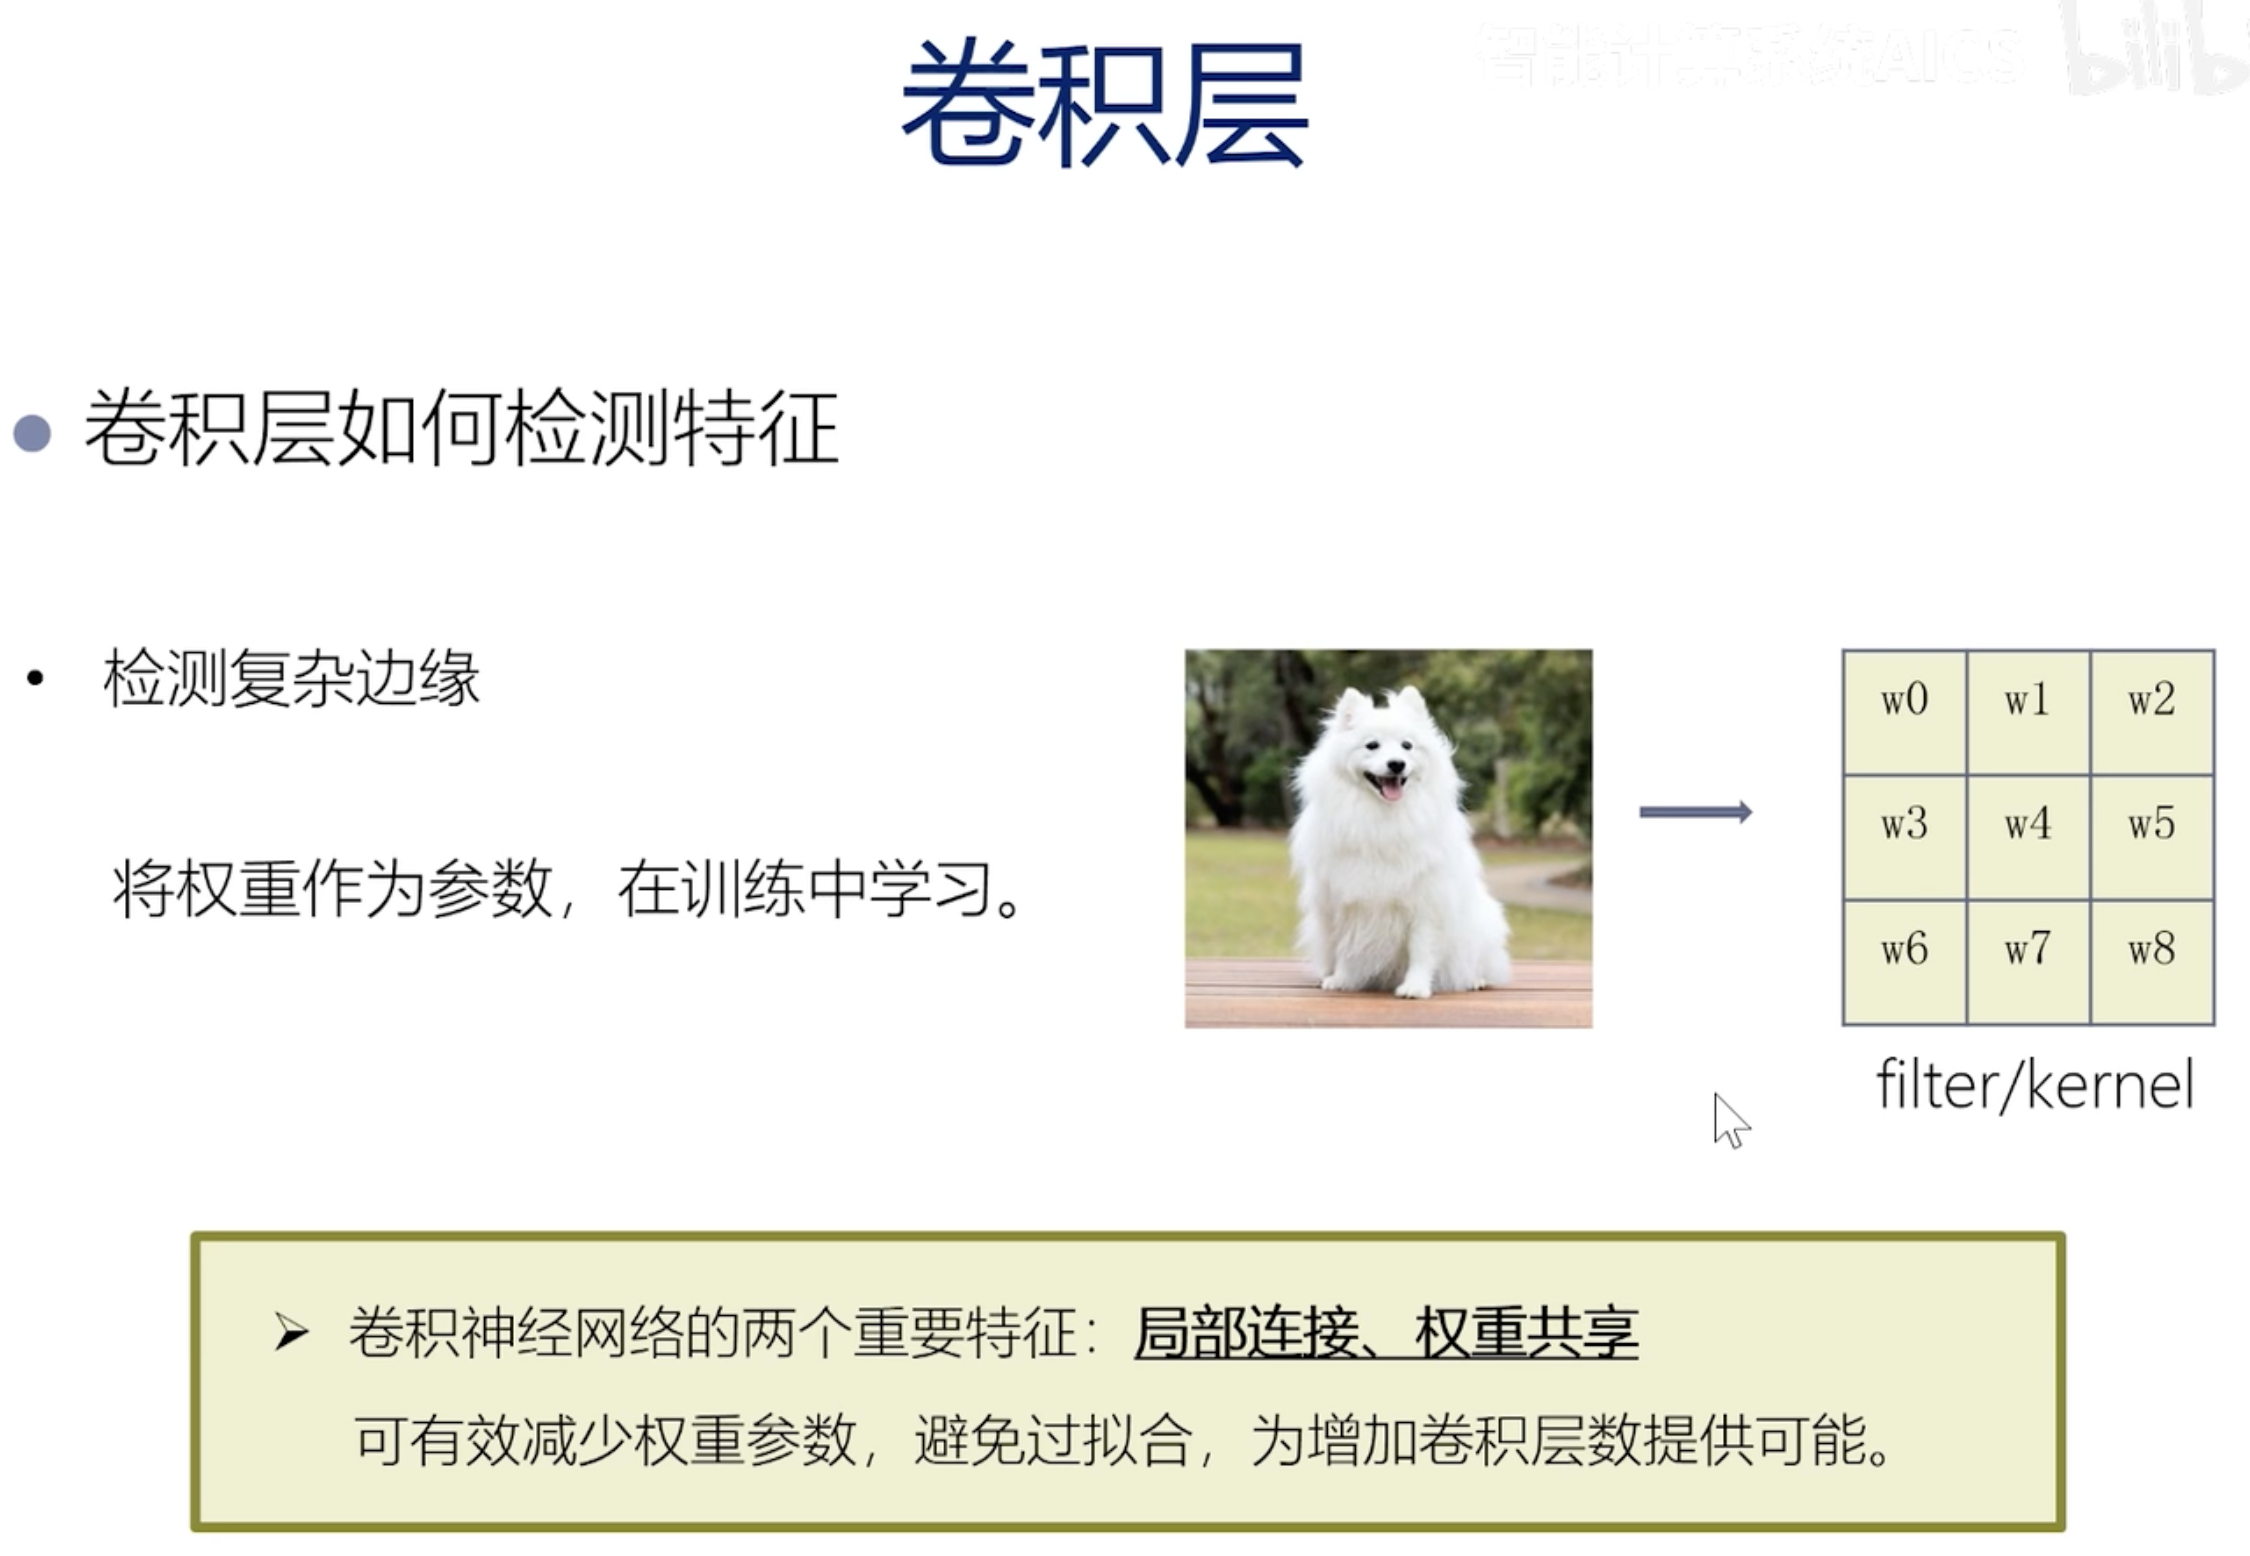 智能计算系统AICS bilib
卷积层
卷积层如何检测特征
检测复杂边缘
将权重作为参数，在训练中学习。
w0 w1 w2
w3 w4 w5
w6 w7 w8
filter/kernel
卷积神经网络的两个重要特征：局部连接、权重共享
可有效减少权重参数，避免过拟合，为增加卷积层数提供可能。